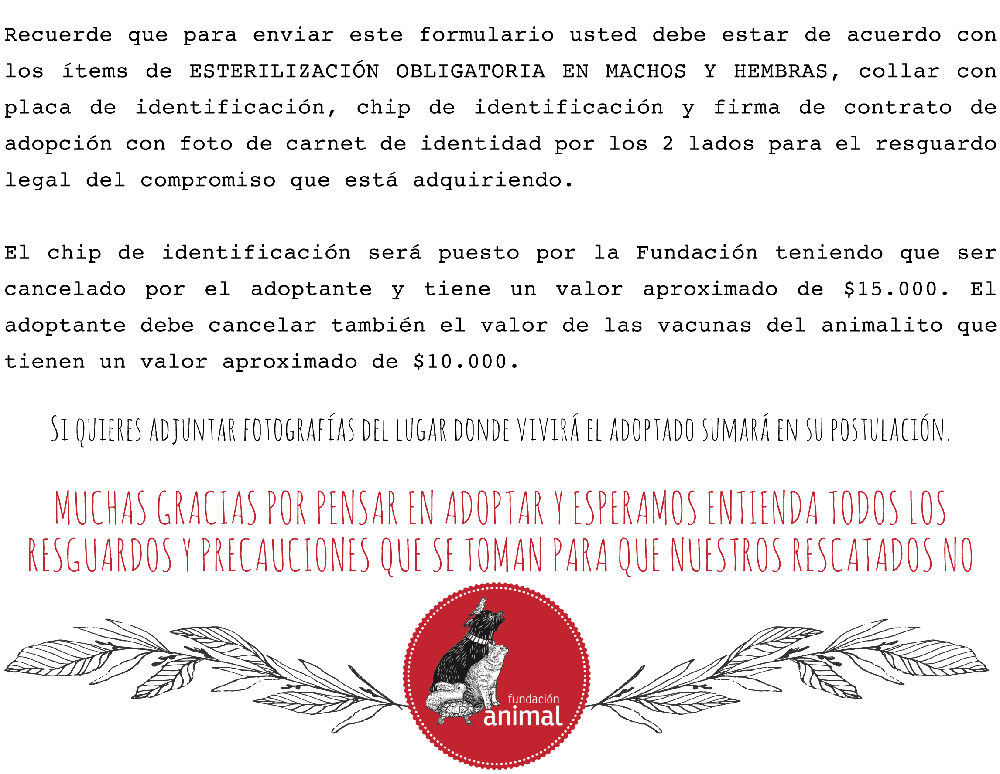 Recuerde que para enviar este formulario usted debe estar de acuerdo con
los ítems de ESTERILIZACIÓN OBLIGATORIA EN MACHOS Y HEMBRAS, collar con
placa de identificación, chip de identificación y firma de contrato de
adopción con foto de carnet de identidad por los 2 lados para el resguardo
legal del compromiso que está adquiriendo.
El chip de identificación será puesto por la Fundación teniendo que ser
cancelado por el adoptante y tiene un valor aproximado de $15.000. El
adoptante debe cancelar también el valor de las vacunas del animalito que
tienen un valor aproximado de $10.000.
Si quieres adjuntar fotografías del lugar donde vivirá el adoptado sumará en su postulación.
MUCHAS GRACIAS POR PENSAR EN ADOPTAR Y ESPERAMOS ENTIENDA TODOS LOS
RESGUARDOS Y PRECAUCIONES QUE SE TOMAN PARA QUE NUESTROS RESCATADOS NO
fundación
animal